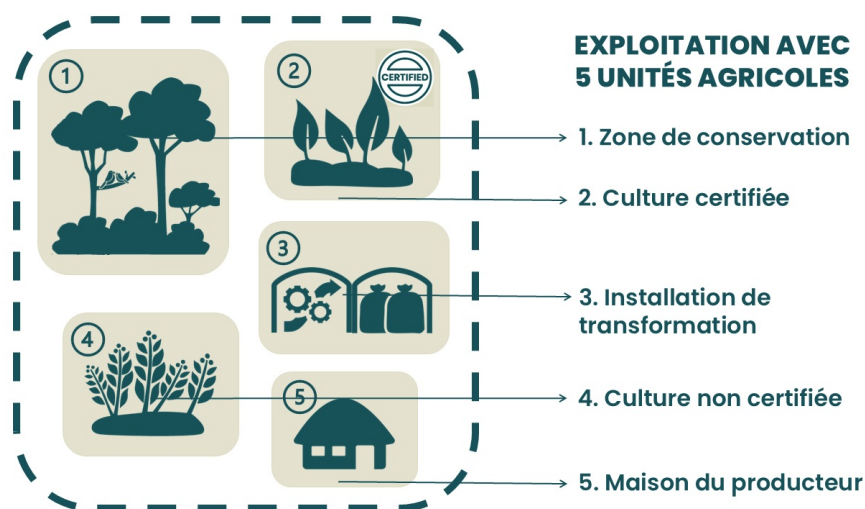 EXPLOITATION AVEC
5 UNITÉS AGRICOLES
1
2
CERTIFIED
3
4
5
1. Zone de conservation
2. Culture certifiée
3. Installation de
transformation
4. Culture non certifiée
5. Maison du producteur